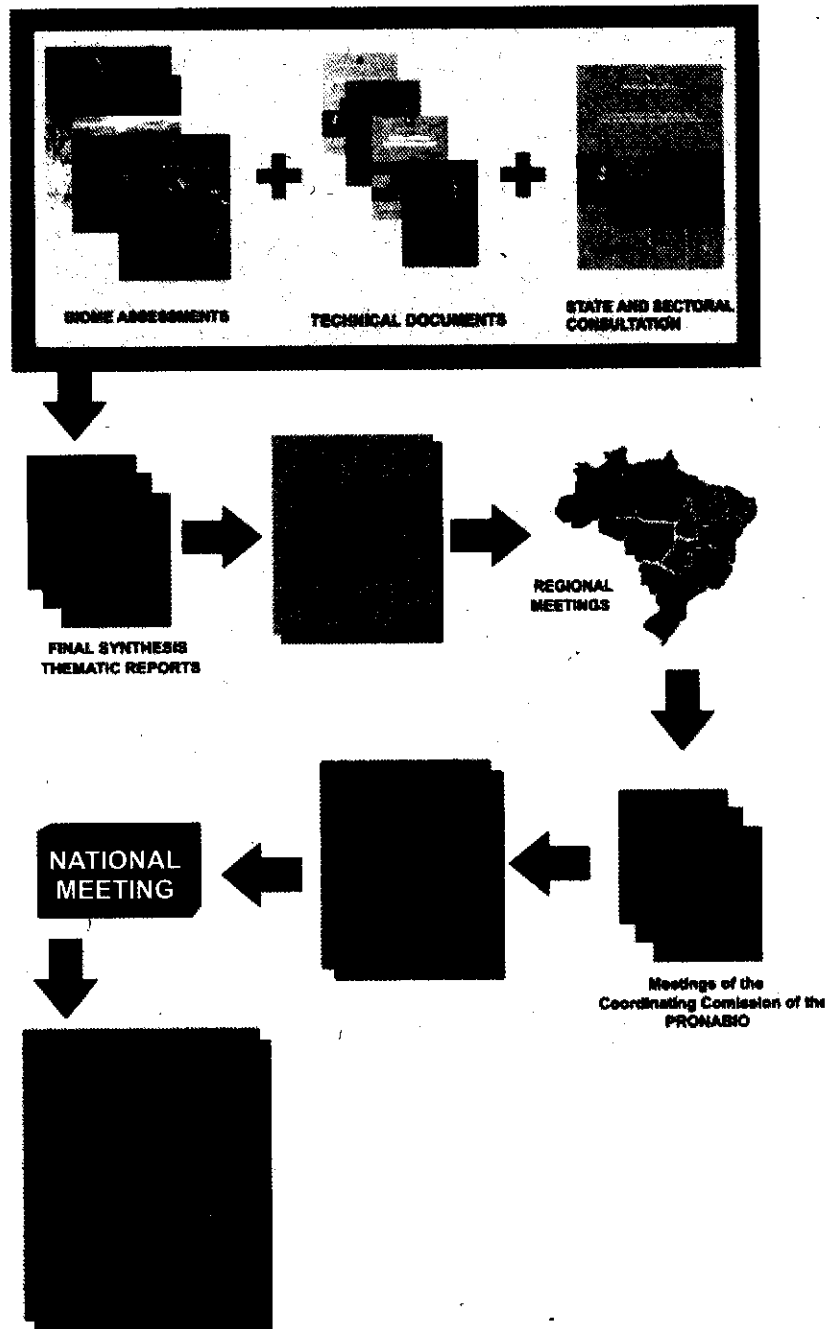 BIOME ASSESSMENTS
TECHNICAL DOCUMENTS
STATE AND SECTORAL
CONSULTATION
FINAL SYNTHESIS
THEMATIC REPORTS
REGIONAL
MEETINGS
NATIONAL
MEETING
Meetings of the
Coordinating Comission of the
PRONABIO